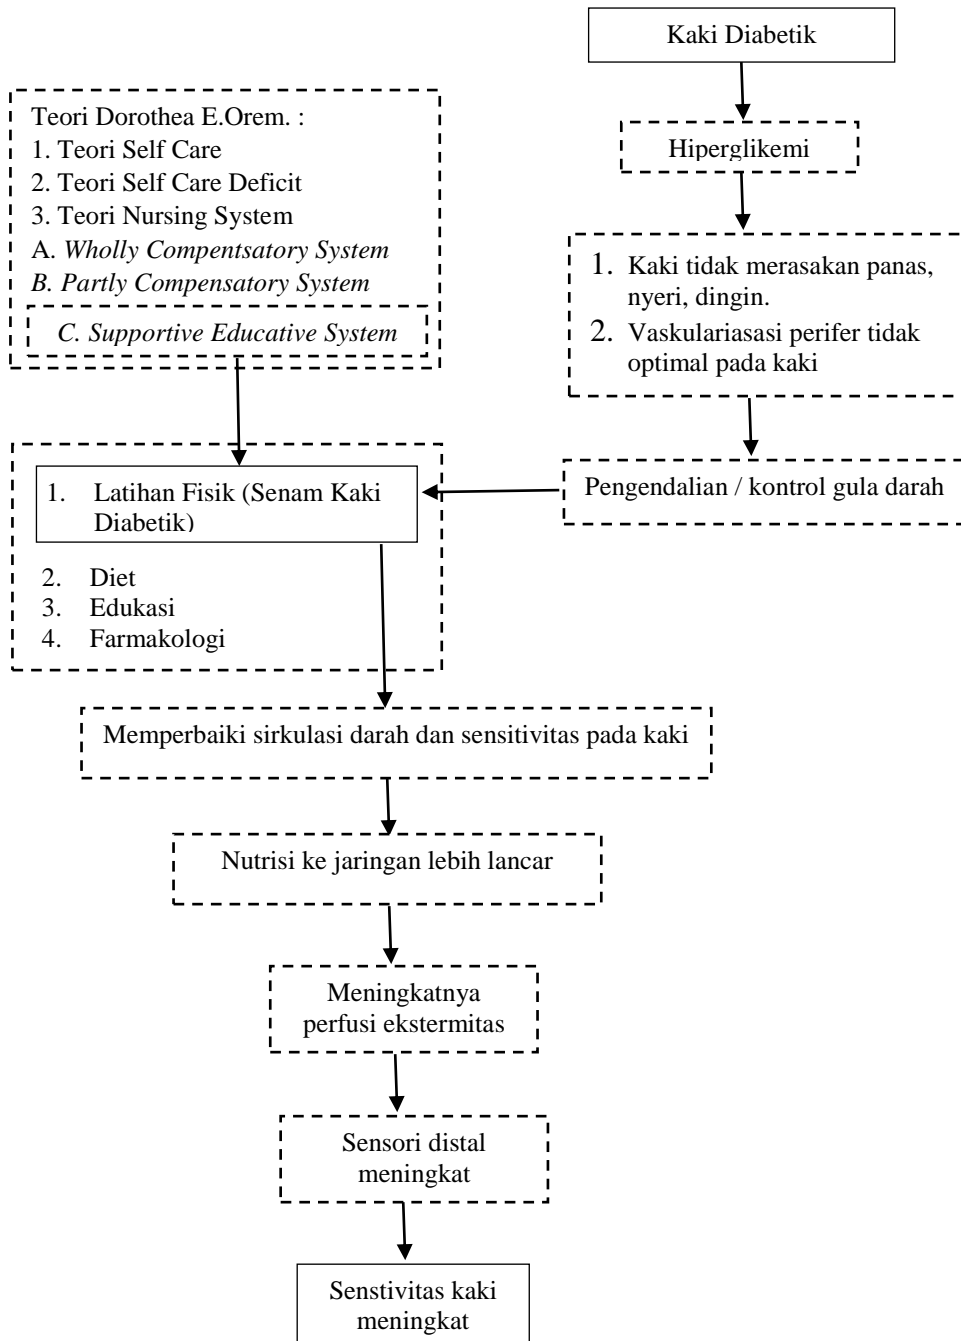 Kaki Diabetik
Teori Dorothea E.Orem. :
1. Teori Self Care
2. Teori Self Care Deficit
3. Teori Nursing System
A. Wholly Compentsatory System
B. Partly Compensatory System
C. Supportive Educative System
Hiperglikemi
1. Kaki tidak merasakan panas,
nyeri, dingin.
2. Vaskulariasasi perifer tidak
optimal pada kaki
Pengendalian / kontrol gula darah
1. Latihan Fisik (Senam Kaki
Diabetik)
2. Diet
3. Edukasi
4. Farmakologi
Memperbaiki sirkulasi darah dan sensitivitas pada kaki
Nutrisi ke jaringan lebih lancar
Meningkatnya
perfusi ekstermitas
Sensori distal
meningkat
Senstivitas kaki
meningkat